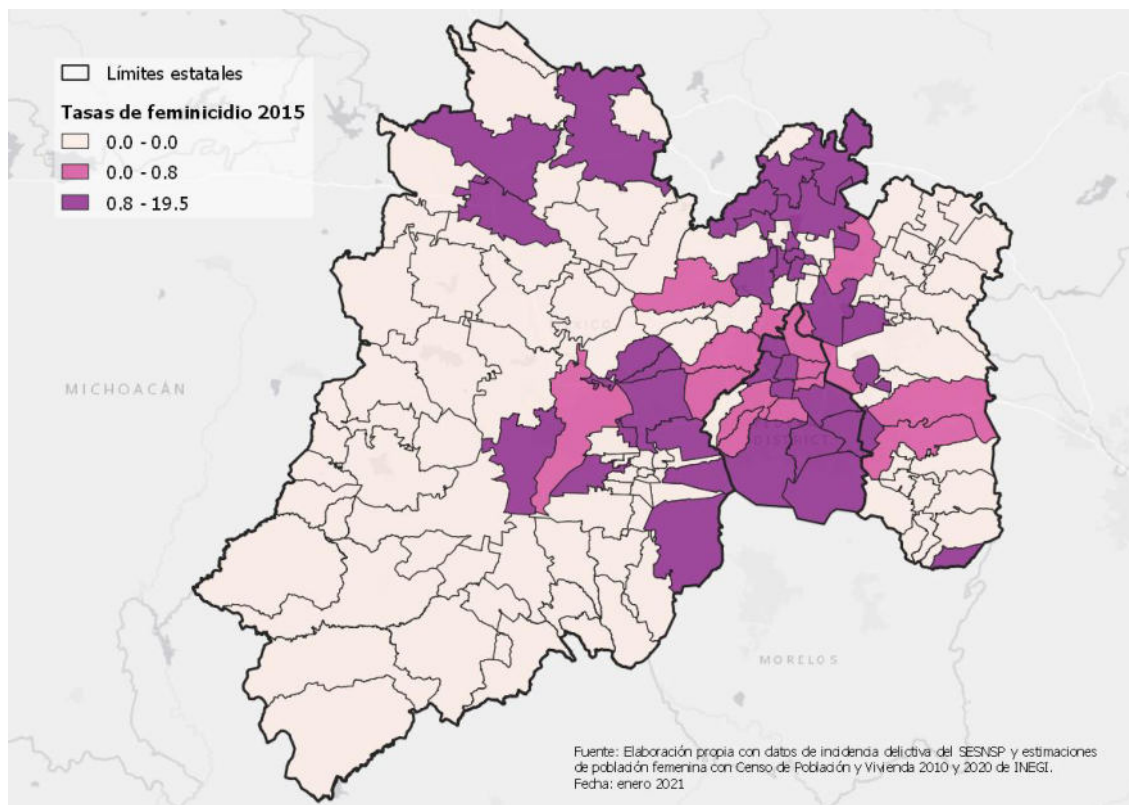 Límites estatales
Tasas de feminicidio 2015
0.0 - 0.0
0.0 - 0.8
0.8 - 19.5
MICHOACÁN
DISTRICT
MORELOS
Fuente: Elaboración propia con datos de incidencia delictiva del SESNSP y estimaciones
de población femenina con Censo de Población y Vivienda 2010 y 2020 de INEGI.
Fecha: enero 2021